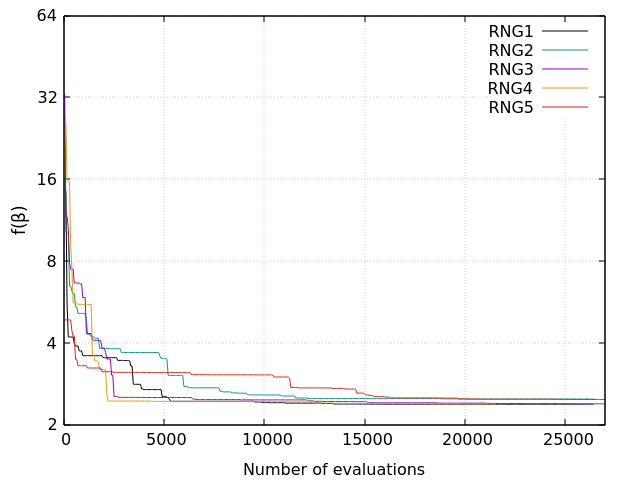 64
32
16
8
4
2
f(β)
RNG1
RNG2
RNG3
RNG4
RNG5
0 5000 10000 15000 20000 25000
Number of evaluations